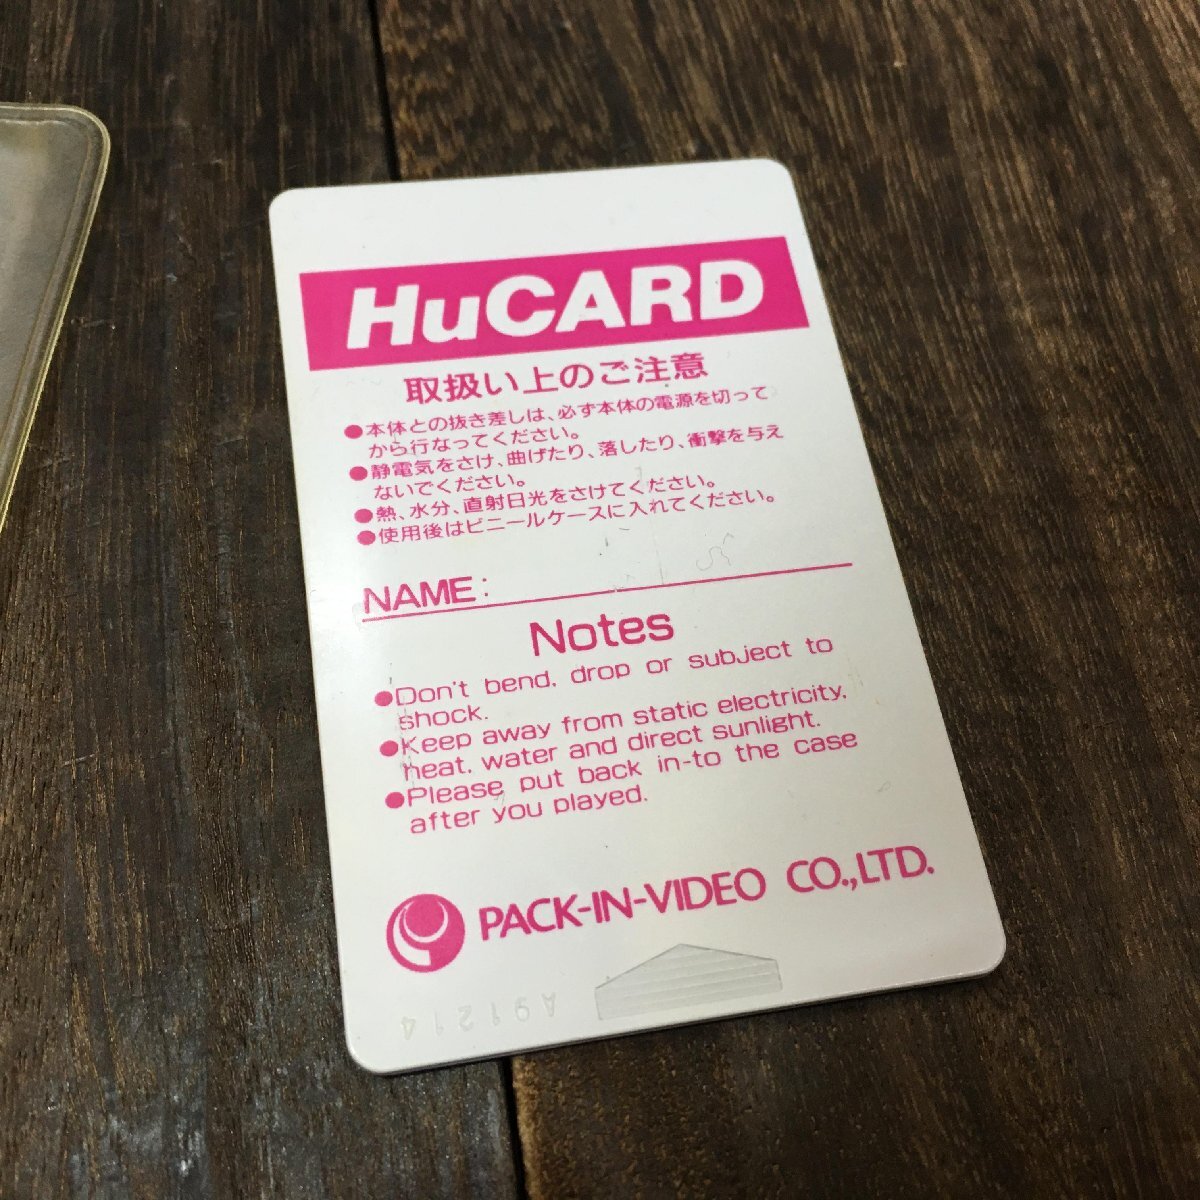 HuCARD
取扱い上のご注意
●本体との抜き差しは、必ず本体の電源を切って
から行なってください。
●静電気をさけ、曲げたり、落したり、衝撃を与え
ないでください。
●熱、水分、直射日光をさけてください。
●使用後はビニールケースに入れてください。
NAME:
Notes
●Don't bend, drop or subject to
shock.
●Keep away from static electricity,
heat, water and direct sunlight.
●Please put back in-to the case
after you played.
PACK-IN-VIDEO CO.,LTD.
A91214